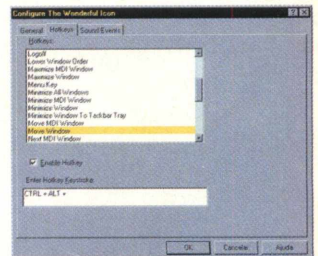 Configure The Wonderful Icon
General Hotkeys Sound Events
Hotkeys:
Logoff
Lower Window Order
Maximize MDI Window
Maximize Window
Menu Key
Minimize All Windows
Minimize MDI Window
Minimize Window
Minimize Window To Taskbar Tray
Move MDI Window
Move Window
Next MDI Window
Enable Hotkey
Enter Hotkey Keystroke
CTRL + ALT +
OK Cancelar Ajuda